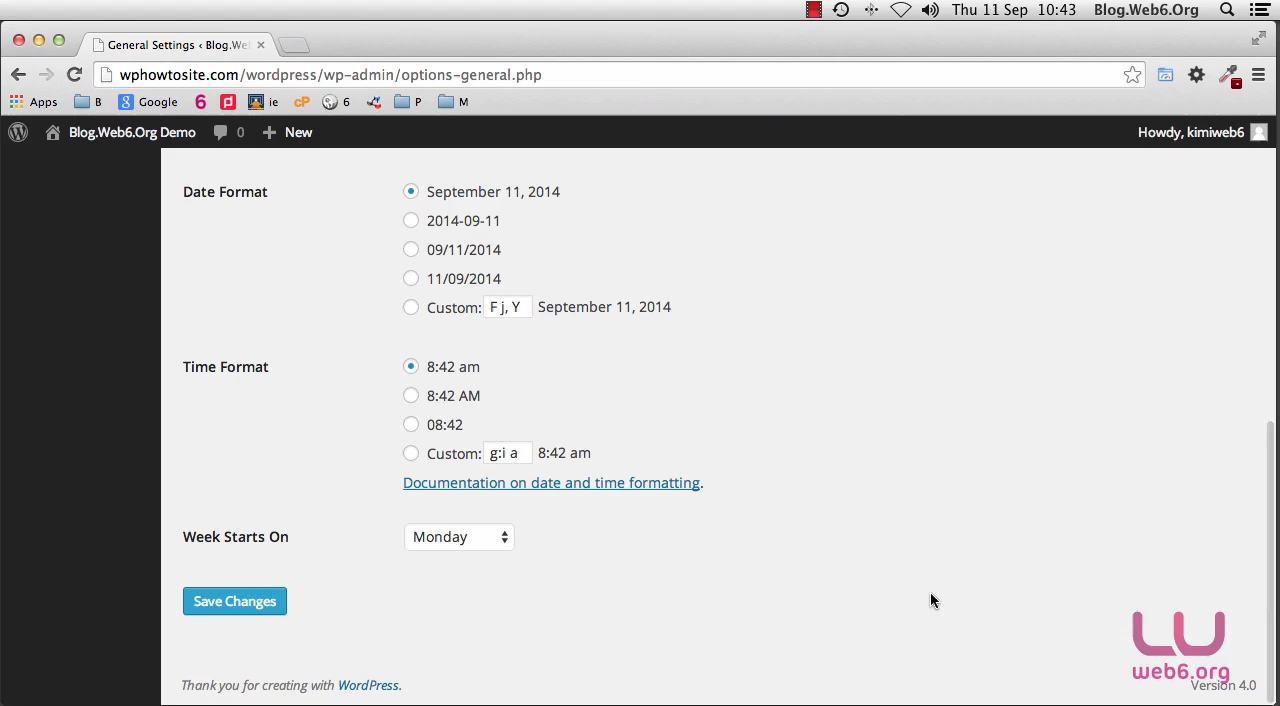 Thu 11 Sep 10:43 Blog.Web6.Org
General Settings ‹ Blog.We
wphowtosite.com/wordpress/wp-admin/options-general.php
Apps B Google 6 ie cP 6 P M
Blog.Web6.Org Demo 0 + New Howdy, kimiweb6
Date Format
September 11, 2014
2014-09-11
09/11/2014
11/09/2014
Custom: F j, Y September 11, 2014
Time Format
8:42 am
8:42 AM
08:42
Custom: g:i a 8:42 am
Documentation on date and time formatting.
Week Starts On Monday
Save Changes
web6.org
Thank you for creating with WordPress. Version 4.0